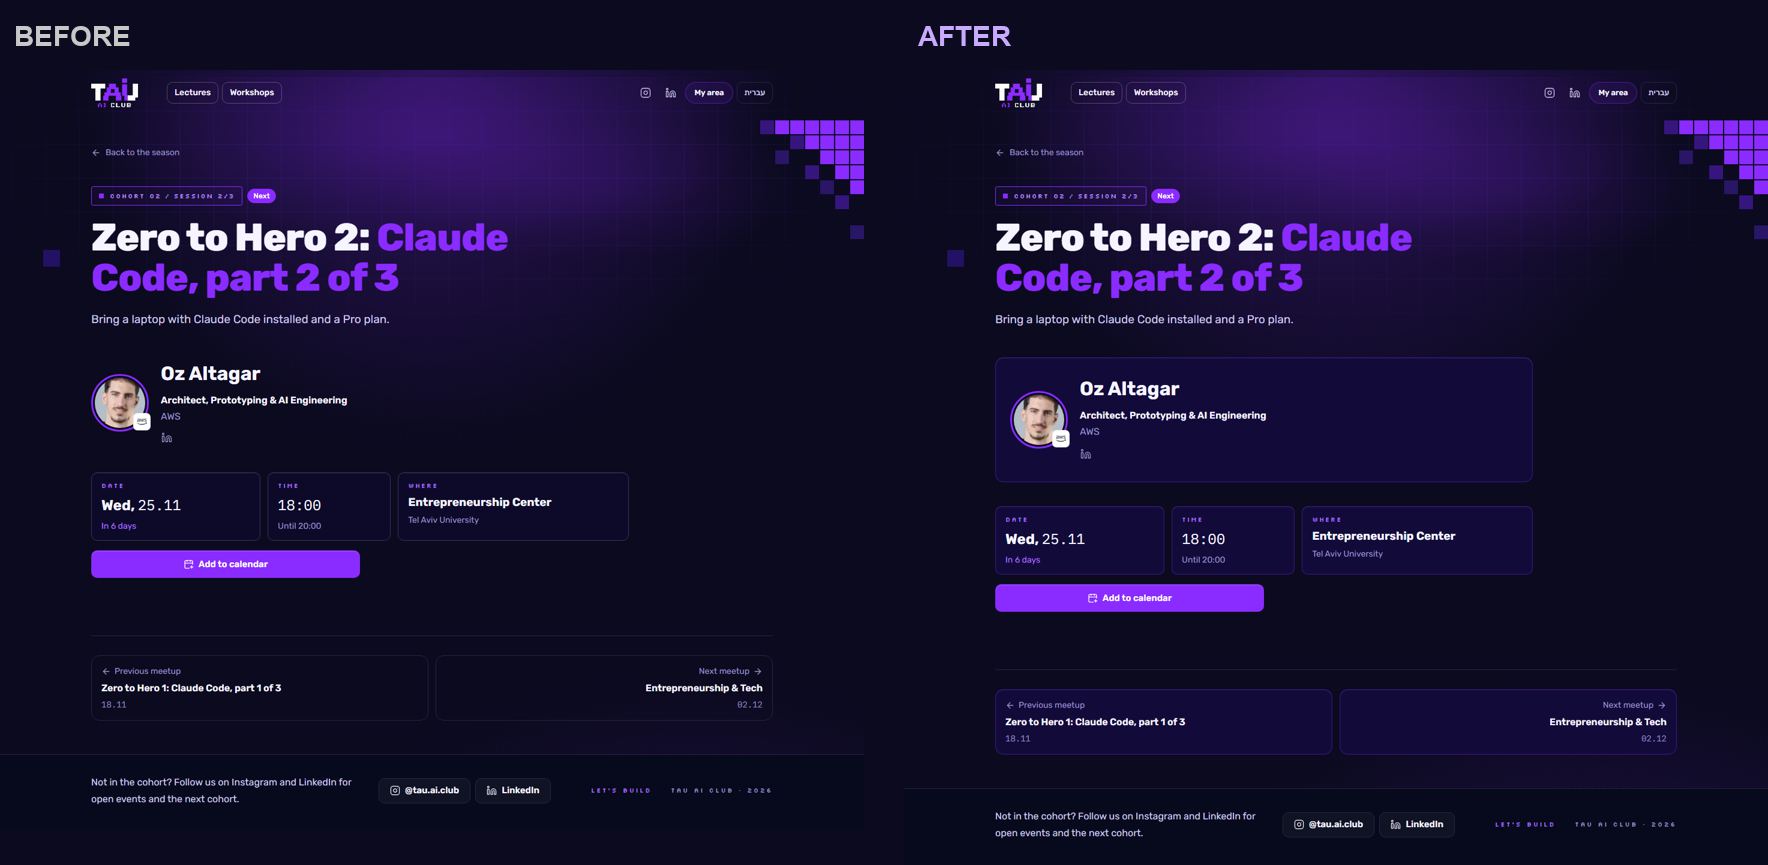 BEFORE
TAU
AI CLUB
Lectures
Workshops
My area
עברית
Back to the season
COHORT 02 / SESSION 2/3
Next
Zero to Hero 2: Claude
Code, part 2 of 3
Bring a laptop with Claude Code installed and a Pro plan.
Oz Altagar
Architect, Prototyping & AI Engineering
AWS
aws
DATE
Wed, 25.11
In 6 days
TIME
18:00
Until 20:00
WHERE
Entrepreneurship Center
Tel Aviv University
Add to calendar
Previous meetup
Zero to Hero 1: Claude Code, part 1 of 3
18.11
Next meetup
Entrepreneurship & Tech
02.12
Not in the cohort? Follow us on Instagram and LinkedIn for
open events and the next cohort.
@tau.ai.club
LinkedIn
LET'S BUILD
TAU AI CLUB · 2026
AFTER
TAU
AI CLUB
Lectures
Workshops
My area
עברית
Back to the season
COHORT 02 / SESSION 2/3
Next
Zero to Hero 2: Claude
Code, part 2 of 3
Bring a laptop with Claude Code installed and a Pro plan.
Oz Altagar
Architect, Prototyping & AI Engineering
AWS
aws
DATE
Wed, 25.11
In 6 days
TIME
18:00
Until 20:00
WHERE
Entrepreneurship Center
Tel Aviv University
Add to calendar
Previous meetup
Zero to Hero 1: Claude Code, part 1 of 3
18.11
Next meetup
Entrepreneurship & Tech
02.12
Not in the cohort? Follow us on Instagram and LinkedIn for
open events and the next cohort.
@tau.ai.club
LinkedIn
LET'S BUILD
TAU AI CLUB · 2026